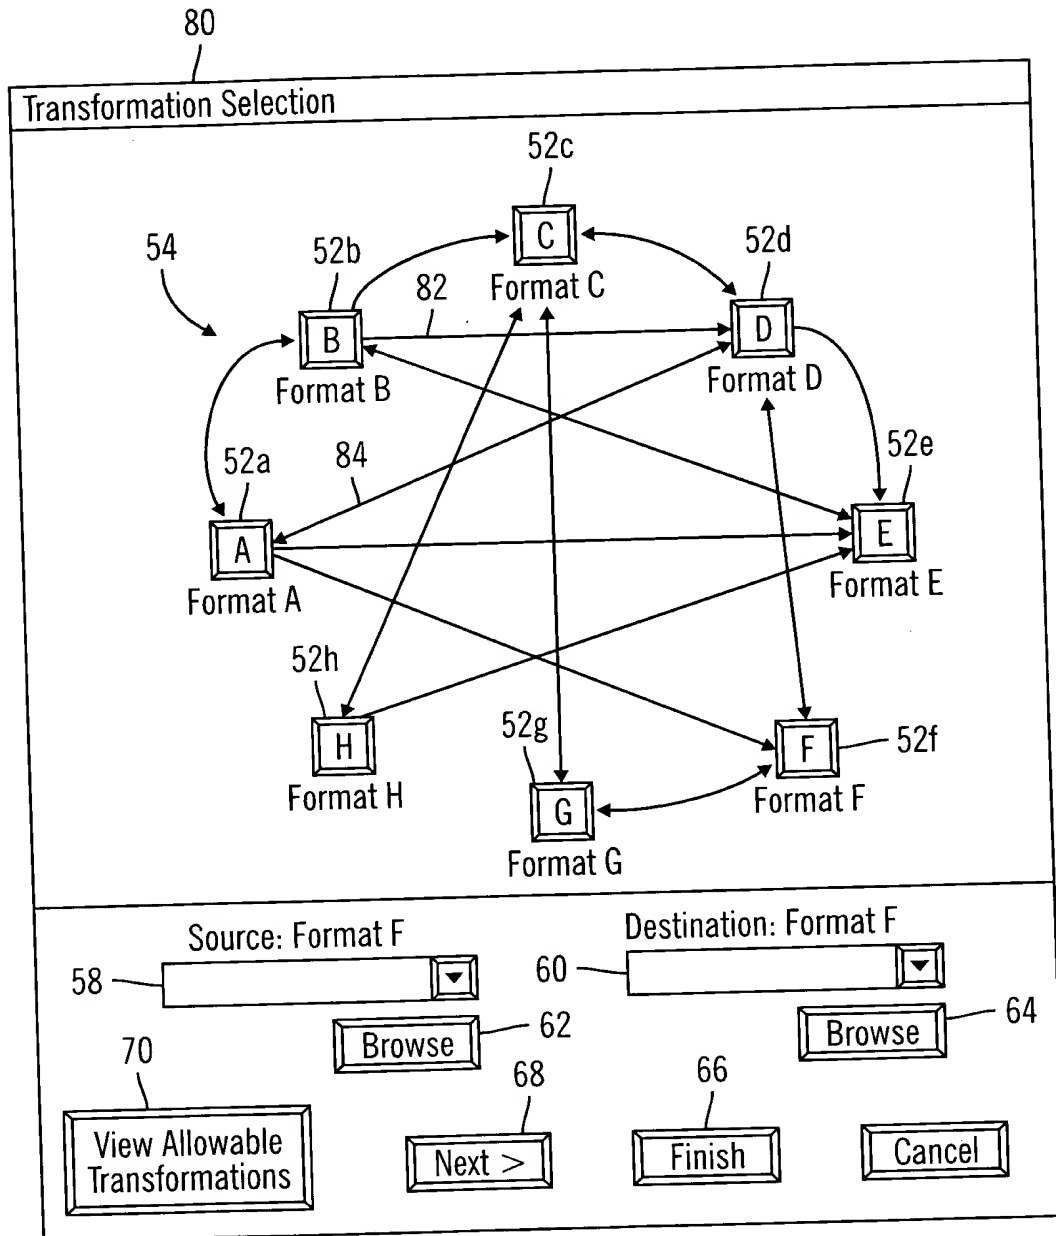 80
Transformation Selection
52c
C
Format C
54
52b
B
Format B
82
52d
D
Format D
52a
A
Format A
84
52e
E
Format E
52h
H
Format H
52g
G
Format G
F
52f
Format F
Source: Format F
Destination: Format F
58
60
Browse
62
Browse
64
70
68
66
View Allowable
Transformations
Next >
Finish
Cancel